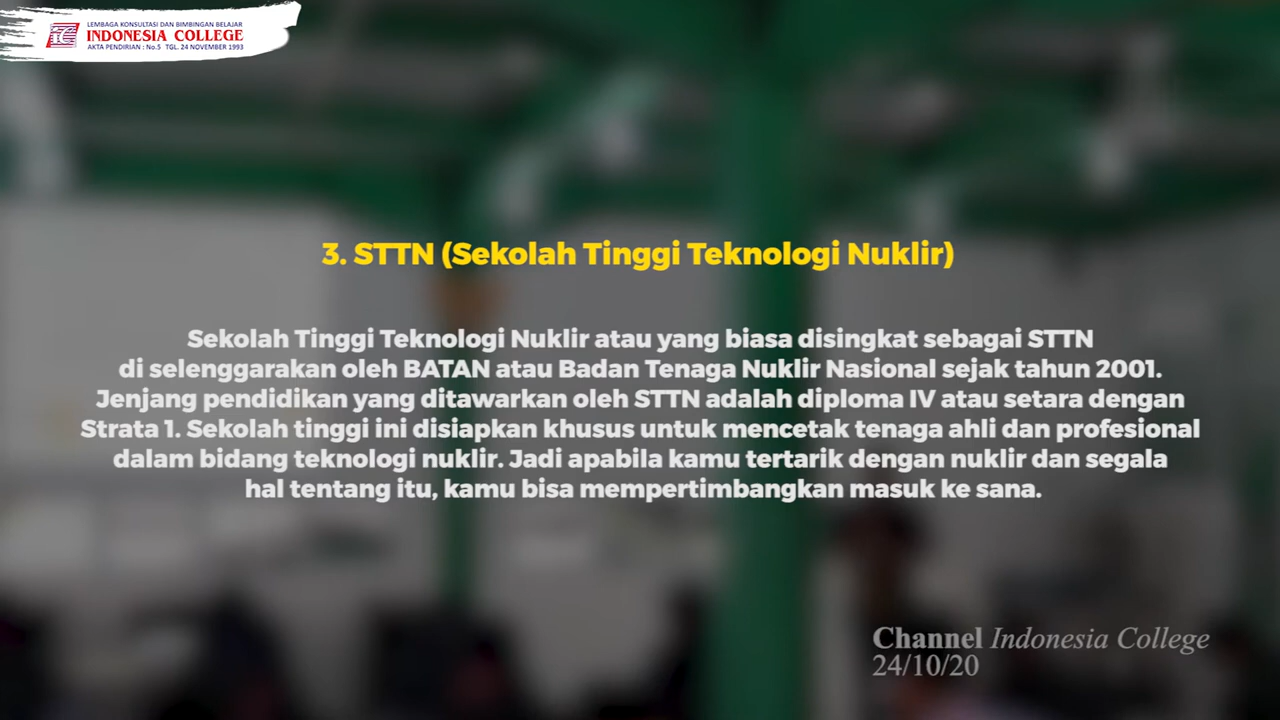 LEMBAGA KONSULTASI DAN BIMBINGAN BELAJAR
INDONESIA COLLEGE
AKTA PENDIRIAN : No.5 TGL. 24 NOVEMBER 1993
3. STTN (Sekolah Tinggi Teknologi Nuklir)
Sekolah Tinggi Teknologi Nuklir atau yang biasa disingkat sebagai STTN
di selenggarakan oleh BATAN atau Badan Tenaga Nuklir Nasional sejak tahun 2001.
Jenjang pendidikan yang ditawarkan oleh STTN adalah diploma IV atau setara dengan
Strata 1. Sekolah tinggi ini disiapkan khusus untuk mencetak tenaga ahli dan profesional
dalam bidang teknologi nuklir. Jadi apabila kamu tertarik dengan nuklir dan segala
hal tentang itu, kamu bisa mempertimbangkan masuk ke sana.
Channel Indonesia College
24/10/20